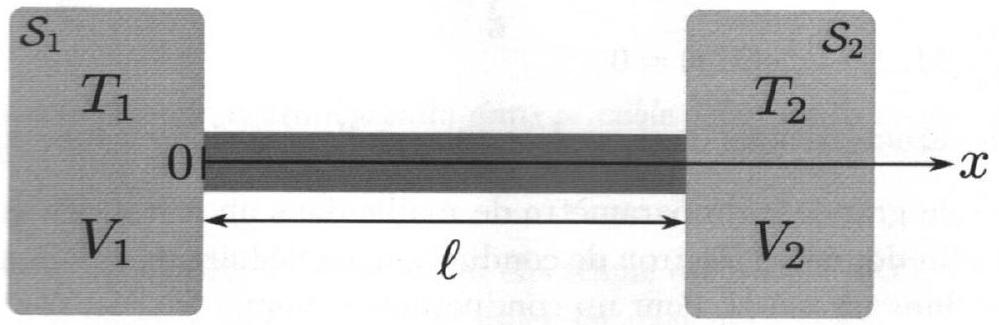 S₁
S₂
T₁
T₂
0
x
V₁
V₂
ℓ